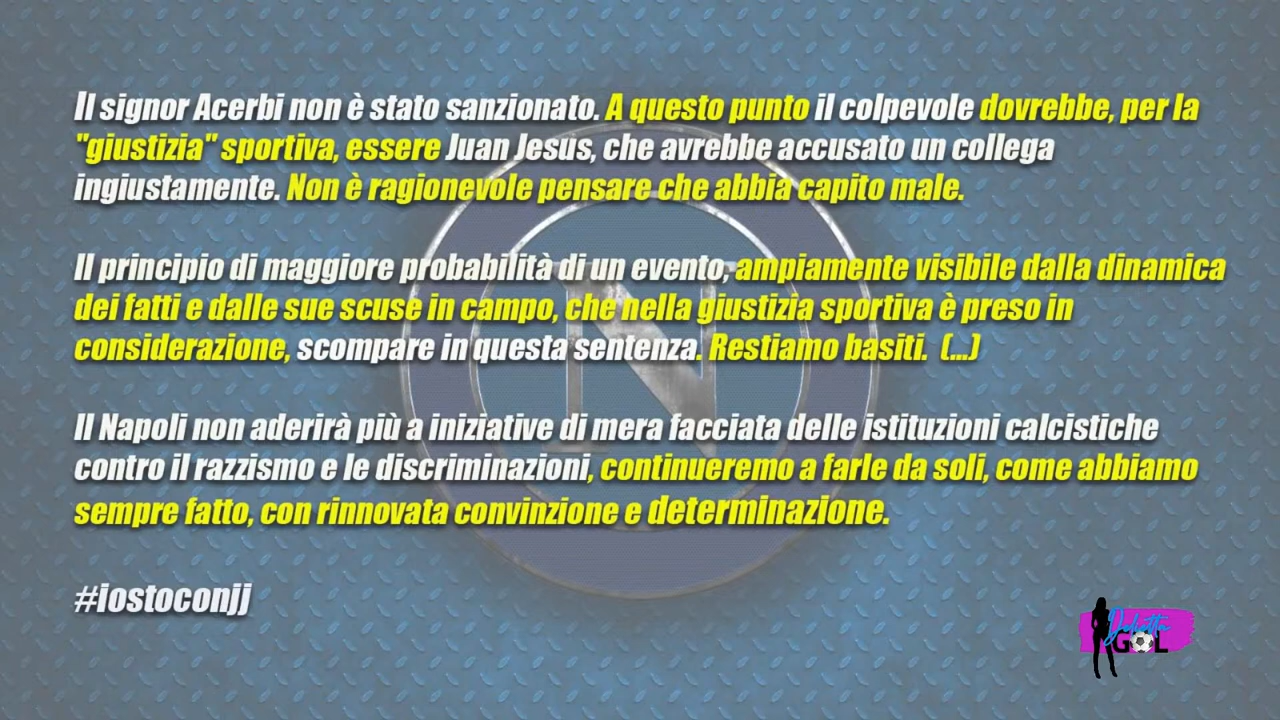 Il signor Acerbi non è stato sanzionato. A questo punto il colpevole dovrebbe, per la
"giustizia" sportiva, essere Juan Jesus, che avrebbe accusato un collega
ingiustamente. Non è ragionevole pensare che abbia capito male.
Il principio di maggiore probabilità di un evento, ampiamente visibile dalla dinamica
dei fatti e dalle sue scuse in campo, che nella giustizia sportiva è preso in
considerazione, scompare in questa sentenza. Restiamo basiti. (...)
N
Il Napoli non aderirà più a iniziative di mera facciata delle istituzioni calcistiche
contro il razzismo e le discriminazioni, continueremo a farle da soli, come abbiamo
sempre fatto, con rinnovata convinzione e determinazione.
#iostoconjj
GOL